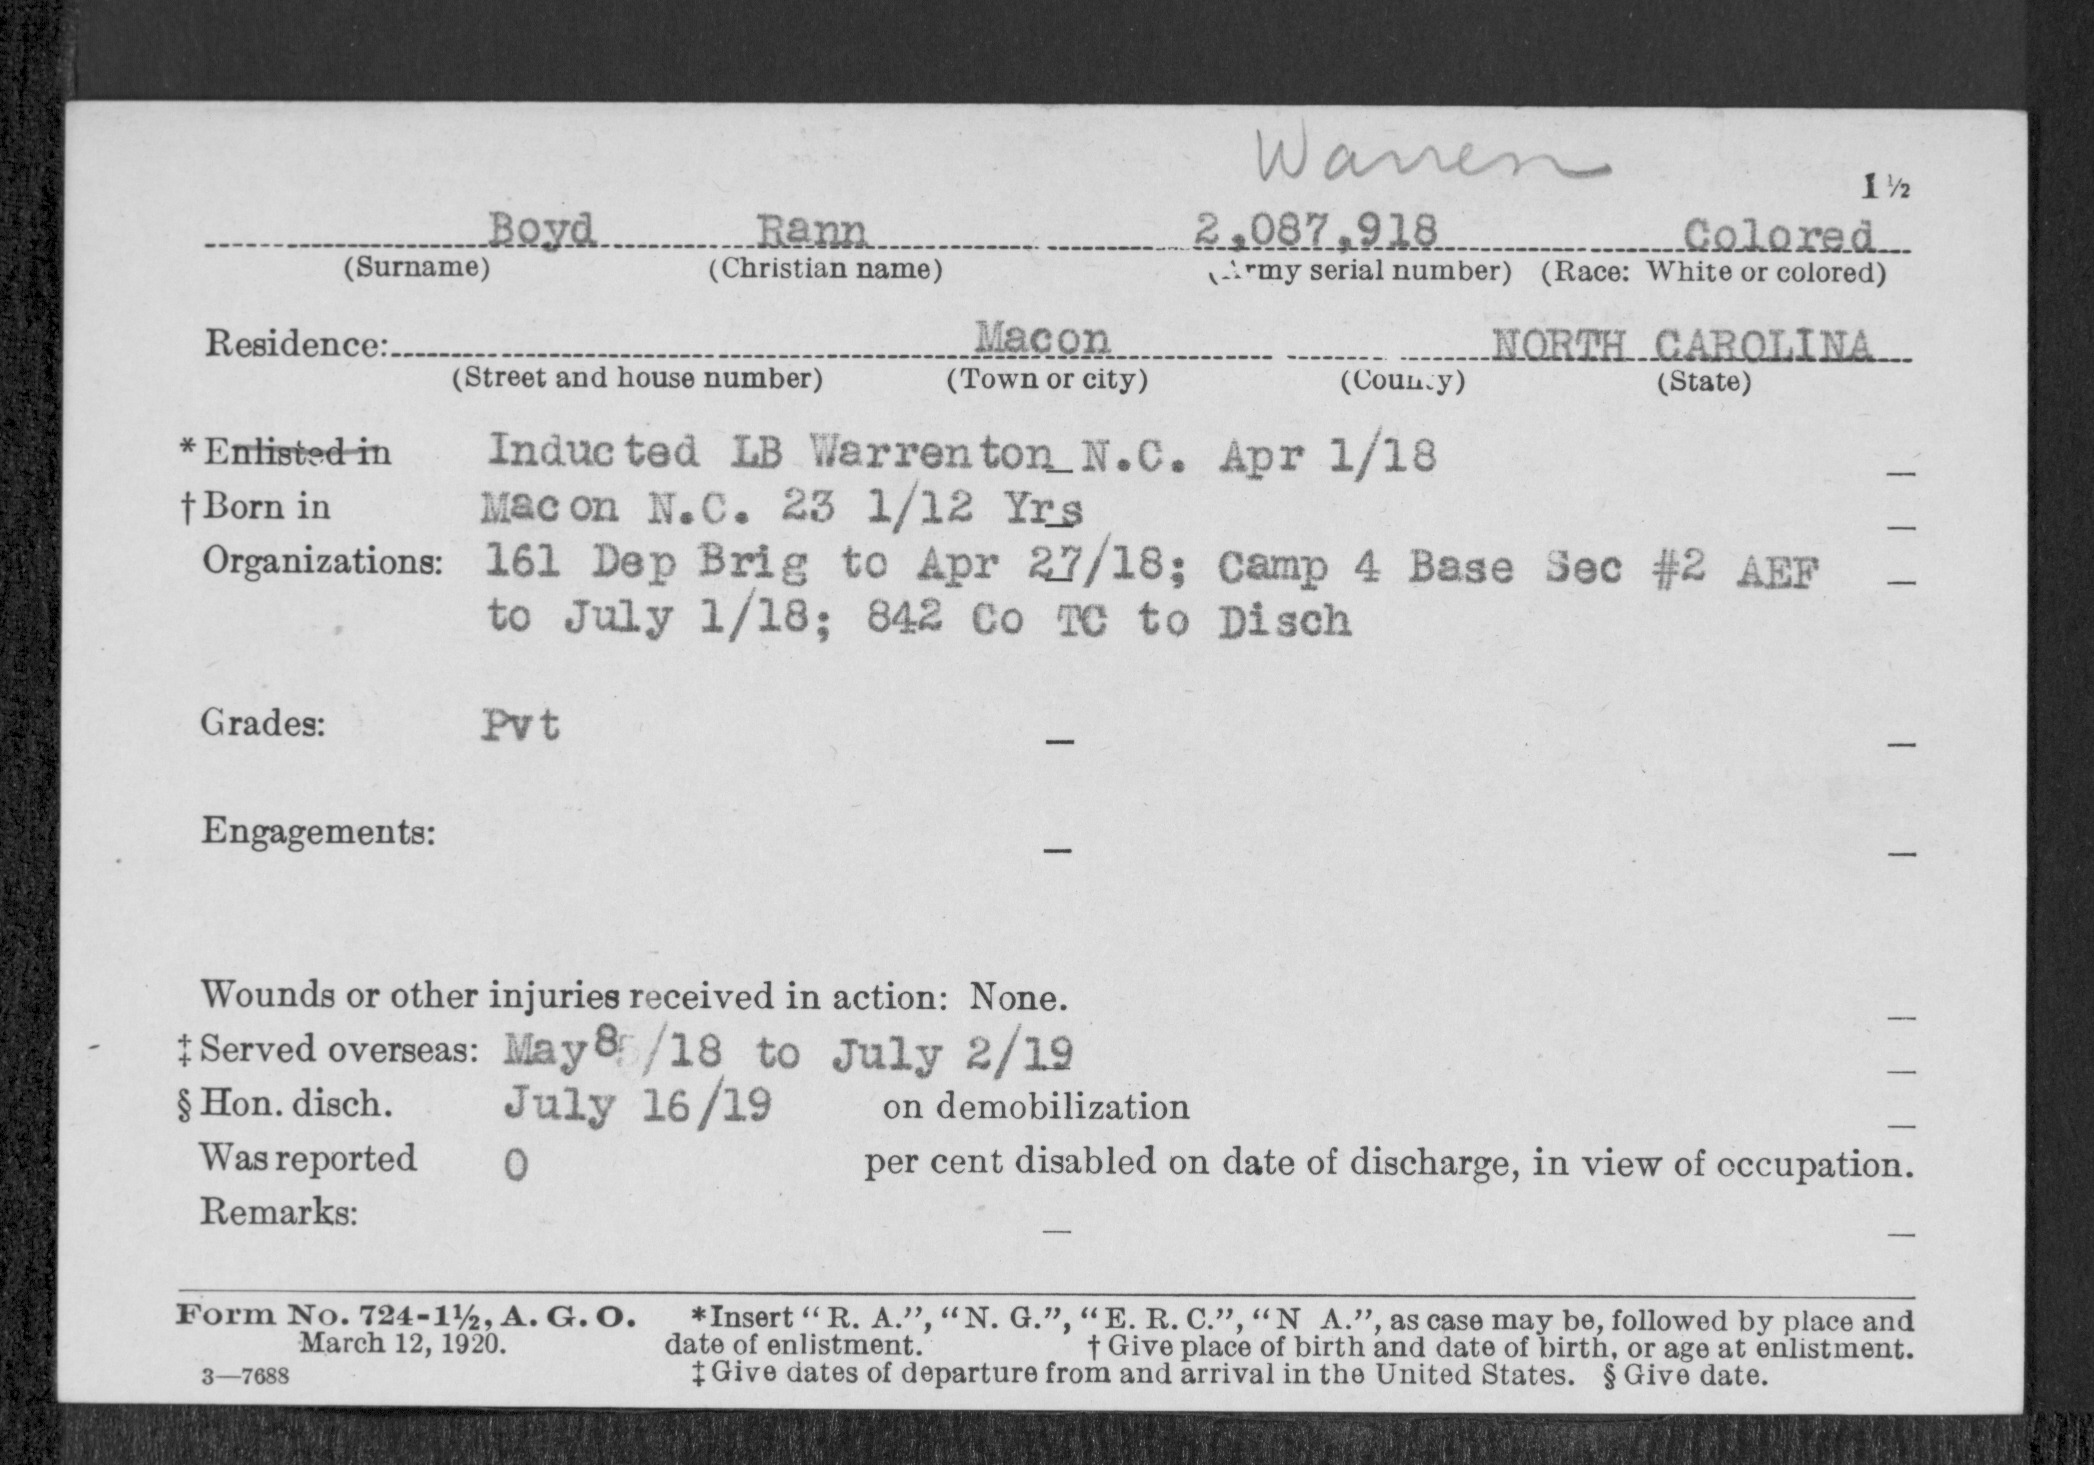 Warren
1 ½
Boyd Rann 2,087,918 Colored
(Surname) (Christian name) (Army serial number) (Race: White or colored)
Residence: Macon NORTH CAROLINA
(Street and house number) (Town or city) (County) (State)
* Enlisted in Inducted LB Warrenton N.C. Apr 1/18
† Born in Macon N.C. 23 1/12 Yrs
Organizations: 161 Dep Brig to Apr 27/18; Camp 4 Base Sec #2 AEF
to July 1/18; 842 Co TC to Disch
Grades: Pvt
Engagements:
Wounds or other injuries received in action: None.
‡ Served overseas: May 8/18 to July 2/19
§ Hon. disch. July 16/19 on demobilization
Was reported 0 per cent disabled on date of discharge, in view of occupation.
Remarks:
Form No. 724-1½, A. G. O. *Insert "R. A.", "N. G.", "E. R. C.", "N A.", as case may be, followed by place and
March 12, 1920. date of enlistment. † Give place of birth and date of birth, or age at enlistment.
3—7688 ‡ Give dates of departure from and arrival in the United States. § Give date.